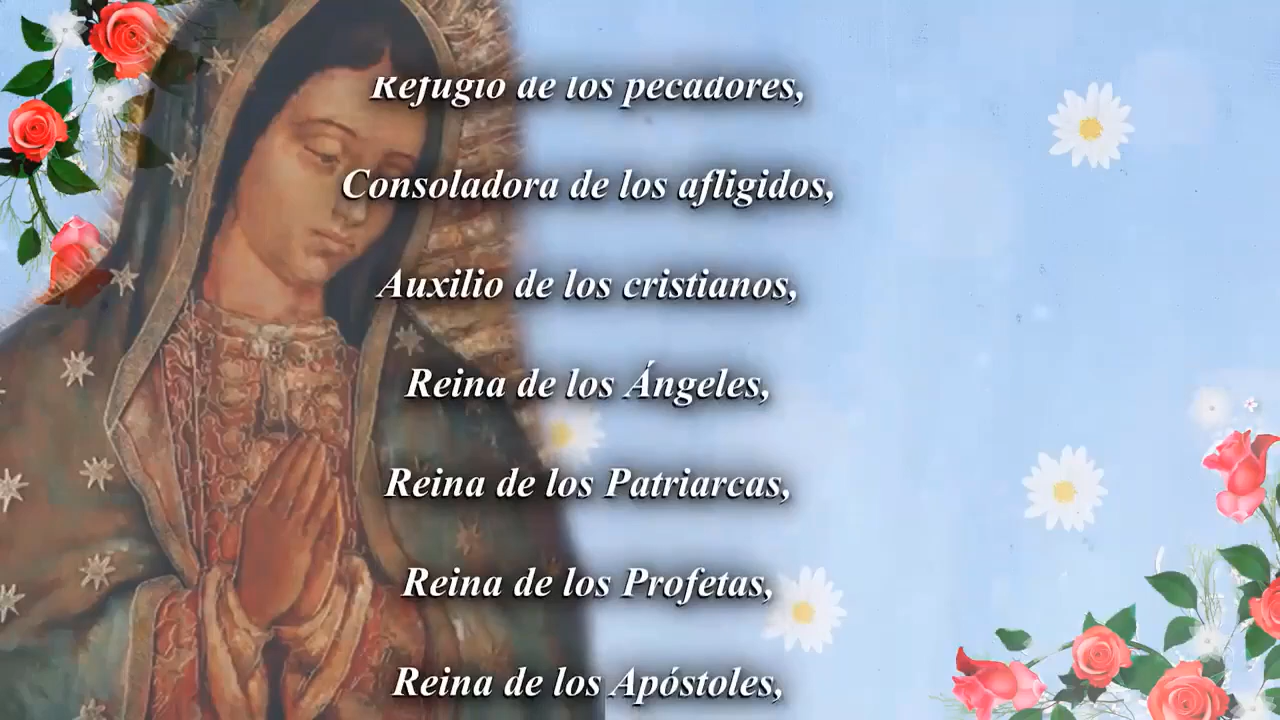 Refugio de los pecadores,
Consoladora de los afligidos,
Auxilio de los cristianos,
Reina de los Ángeles,
Reina de los Patriarcas,
Reina de los Profetas,
Reina de los Apóstoles,